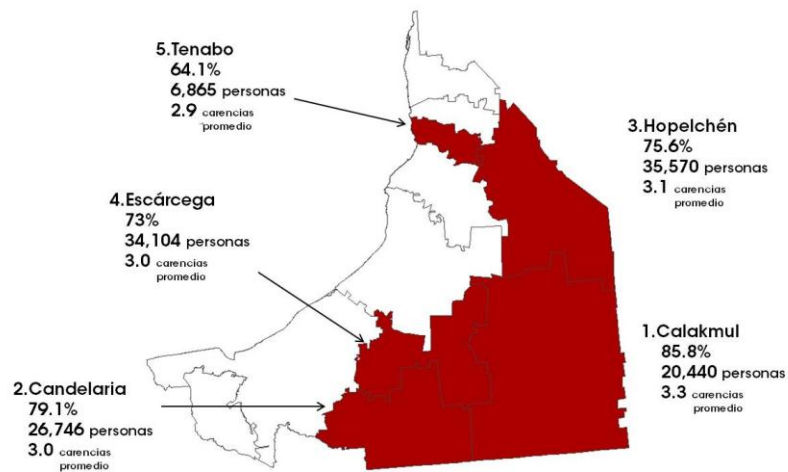 5.Tenabo
64.1%
6,865 personas
2.9 carencias
promedio
3.Hopelchén
75.6%
35,570 personas
3.1 carencias
promedio
4.Escárcega
73%
34,104 personas
3.0 carencias
promedio
1.Calakmul
85.8%
20,440 personas
3.3 carencias
promedio
2.Candelaria
79.1%
26,746 personas
3.0 carencias
promedio